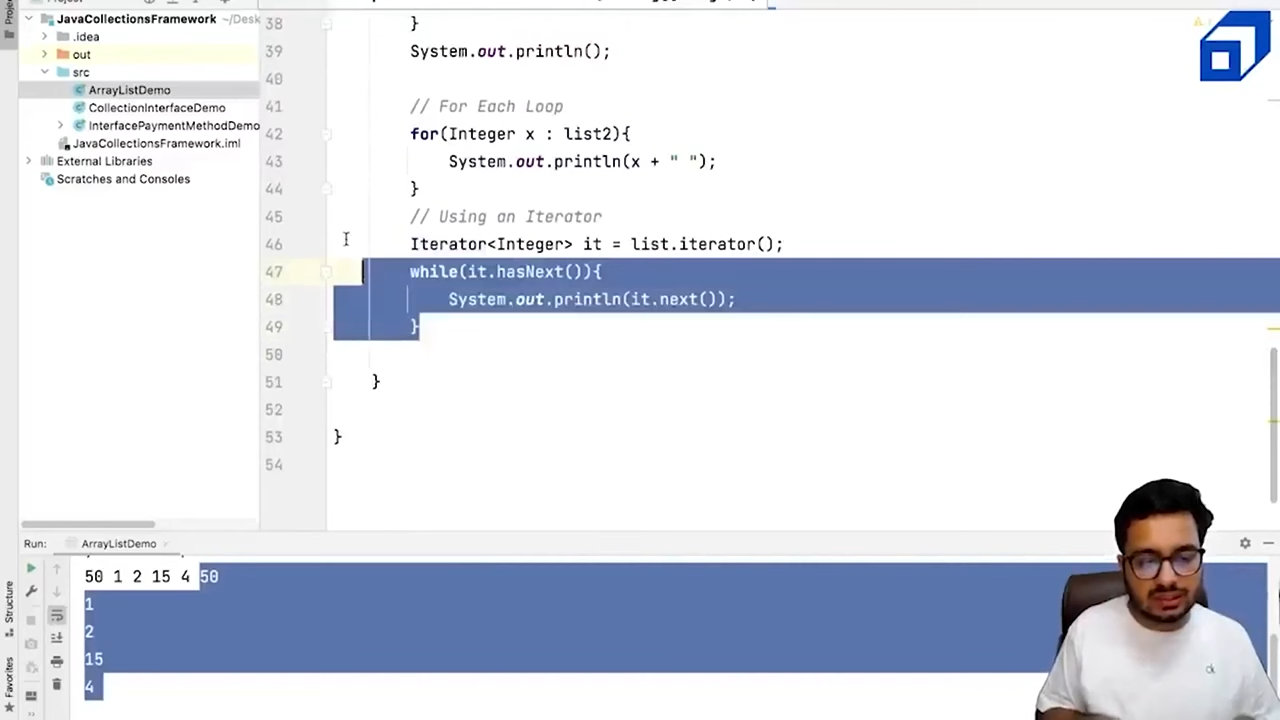 JavaCollectionsFramework ~/Desk
.idea
out
src
ArrayListDemo
CollectionInterfaceDemo
InterfacePaymentMethodDemo
JavaCollectionsFramework.iml
External Libraries
Scratches and Consoles
38 }
39 System.out.println();
40
41 // For Each Loop
42 for(Integer x : list2){
43 System.out.println(x + " ");
44 }
45 // Using an Iterator
46 Iterator<Integer> it = list.iterator();
47 while(it.hasNext()){
48 System.out.println(it.next());
49 }
50
51 }
52
53 }
54
Run: ArrayListDemo
50 1 2 15 4 50
1
2
15
4
Structure
Favorites